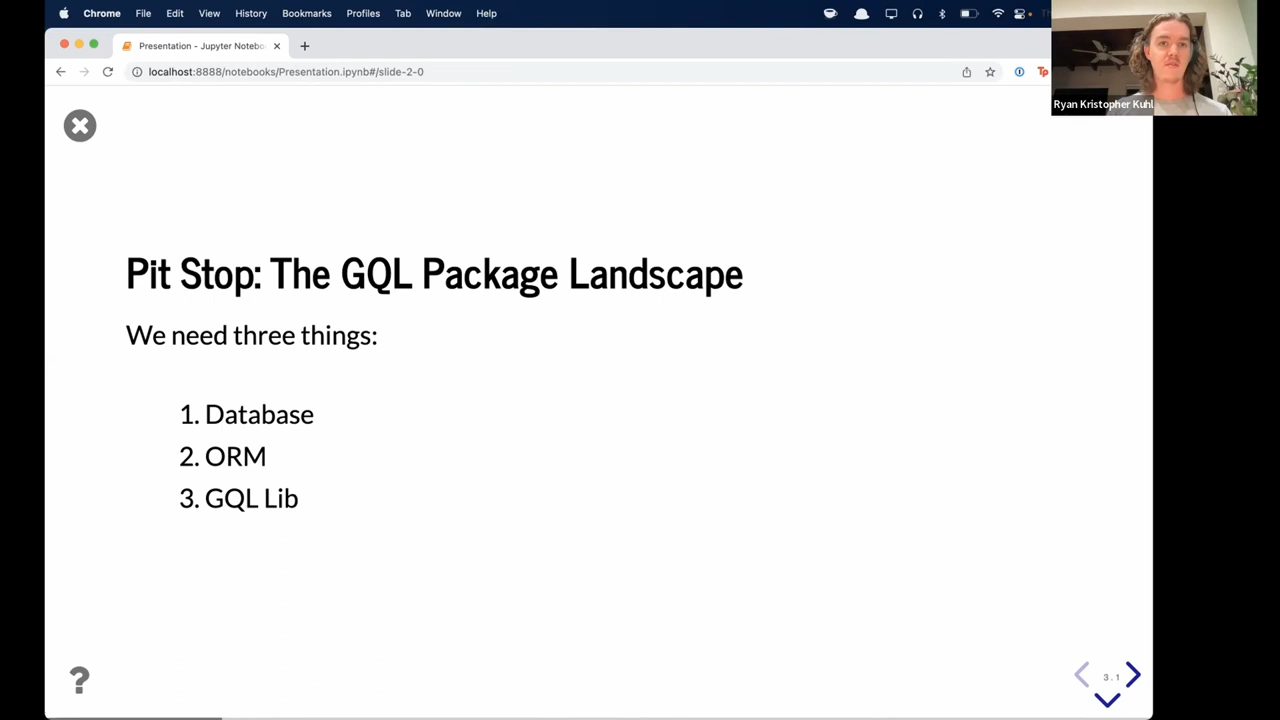 Chrome File Edit View History Bookmarks Profiles Tab Window Help
Presentation - Jupyter Notebo
localhost:8888/notebooks/Presentation.ipynb#/slide-2-0
Tp
Ryan Kristopher Kuhl
Pit Stop: The GQL Package Landscape
We need three things:
1. Database
2. ORM
3. GQL Lib
?
3.1